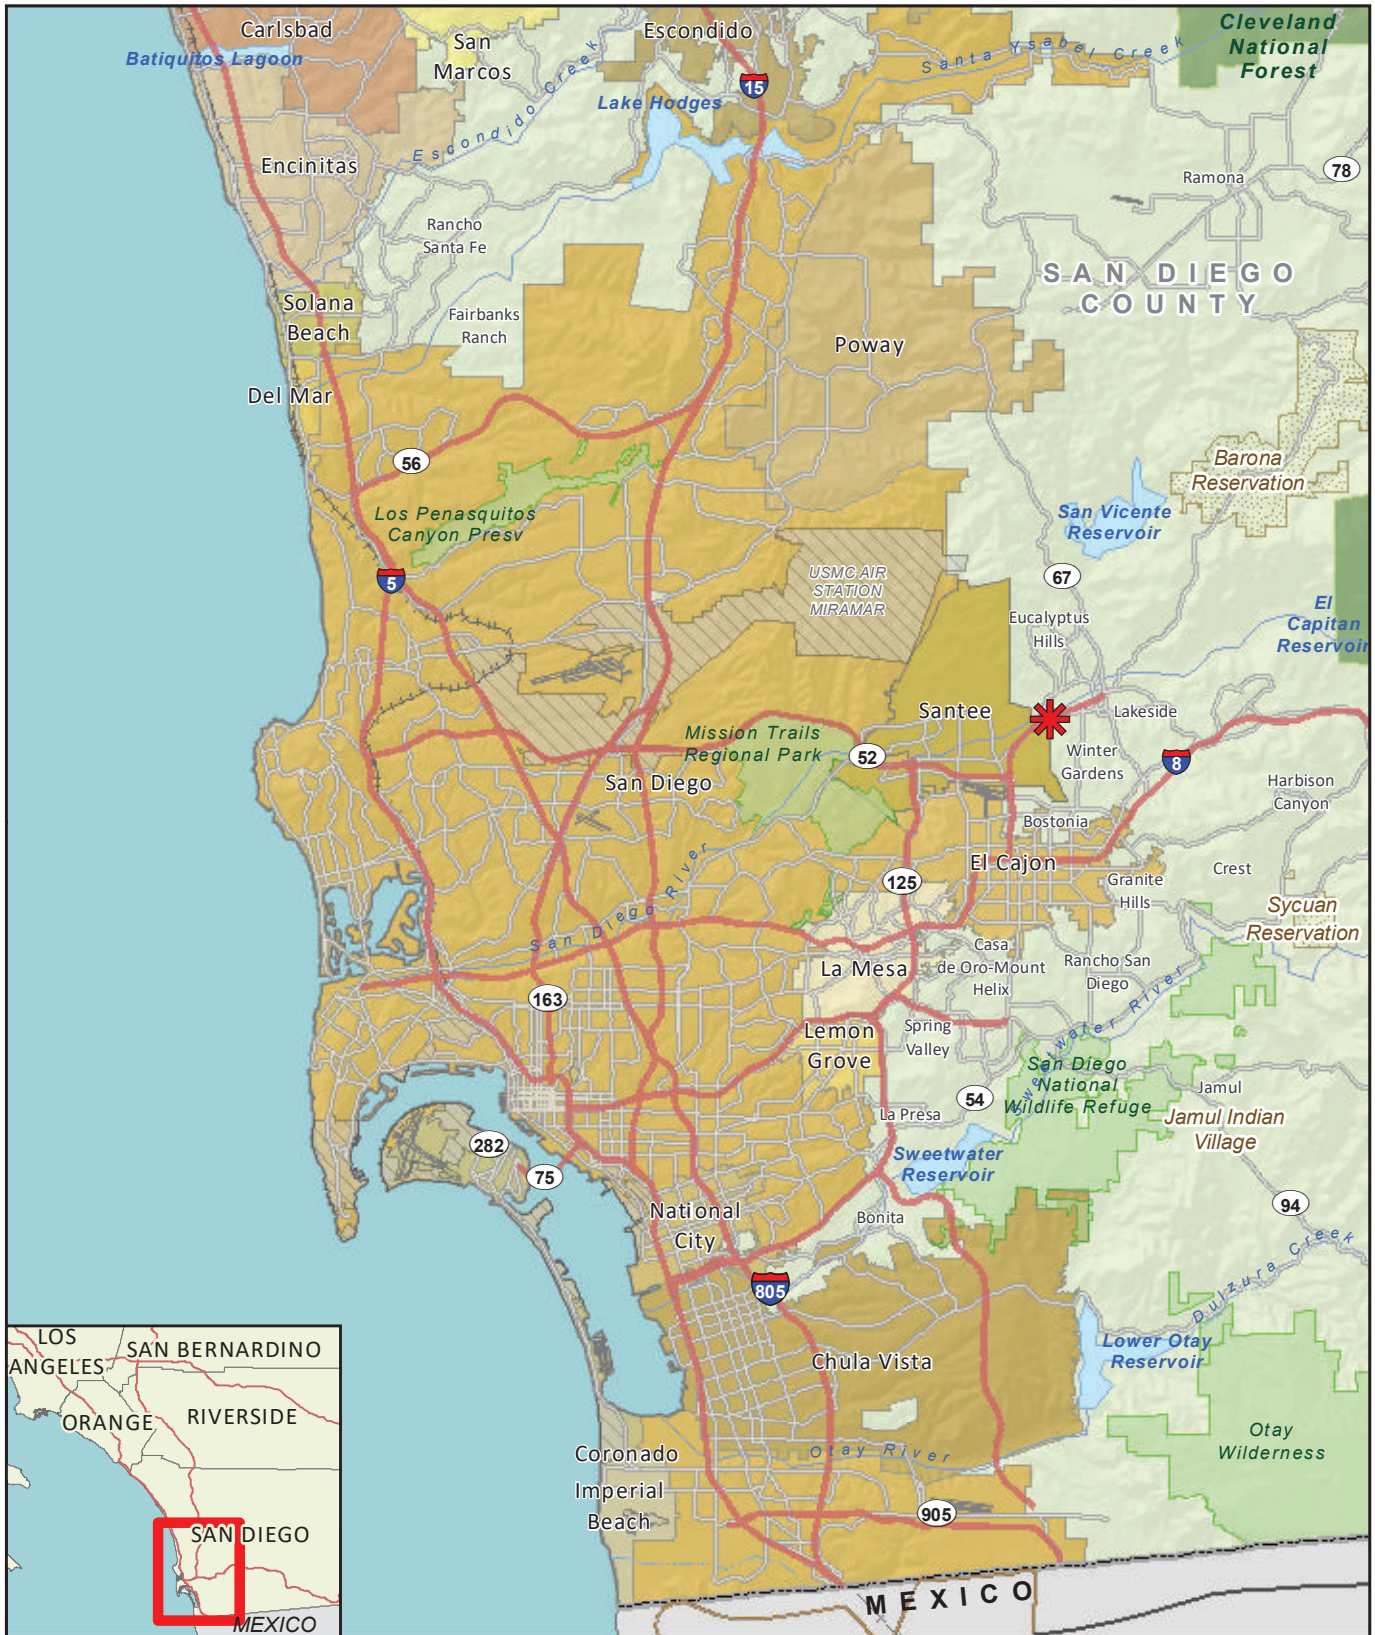 Carlsbad
Batiquitos Lagoon
San
Marcos
Escondido
Escondido Creek
Lake Hodges
15
Santa Ysabel Creek
Cleveland
National
Forest
Encinitas
Ramona
78
Rancho
Santa Fe
SAN DIEGO
COUNTY
Solana
Beach
Fairbanks
Ranch
Poway
Del Mar
56
Barona
Reservation
Los Penasquitos
Canyon Presv
San Vicente
Reservoir
5
USMC AIR
STATION
MIRAMAR
67
Eucalyptus
Hills
El
Capitan
Reservoir
Santee
Lakeside
Mission Trails
Regional Park
52
Winter
Gardens
8
San Diego
Harbison
Canyon
Bostonia
El Cajon
125
Granite
Hills
Crest
San Diego River
Sycuan
Reservation
La Mesa
Casa
de Oro-Mount
Helix
Rancho San
Diego
163
Lemon
Grove
Spring
Valley
Sweetwater River
San Diego
National
Wildlife Refuge
54
La Presa
Jamul
Jamul Indian
Village
282
75
Sweetwater
Reservoir
National
City
Bonita
94
Dulzura Creek
805
Lower Otay
Reservoir
Chula Vista
Otay
Wilderness
Otay River
Coronado
Imperial
Beach
905
MEXICO
LOS
ANGELES
SAN BERNARDINO
ORANGE
RIVERSIDE
SAN DIEGO
MEXICO